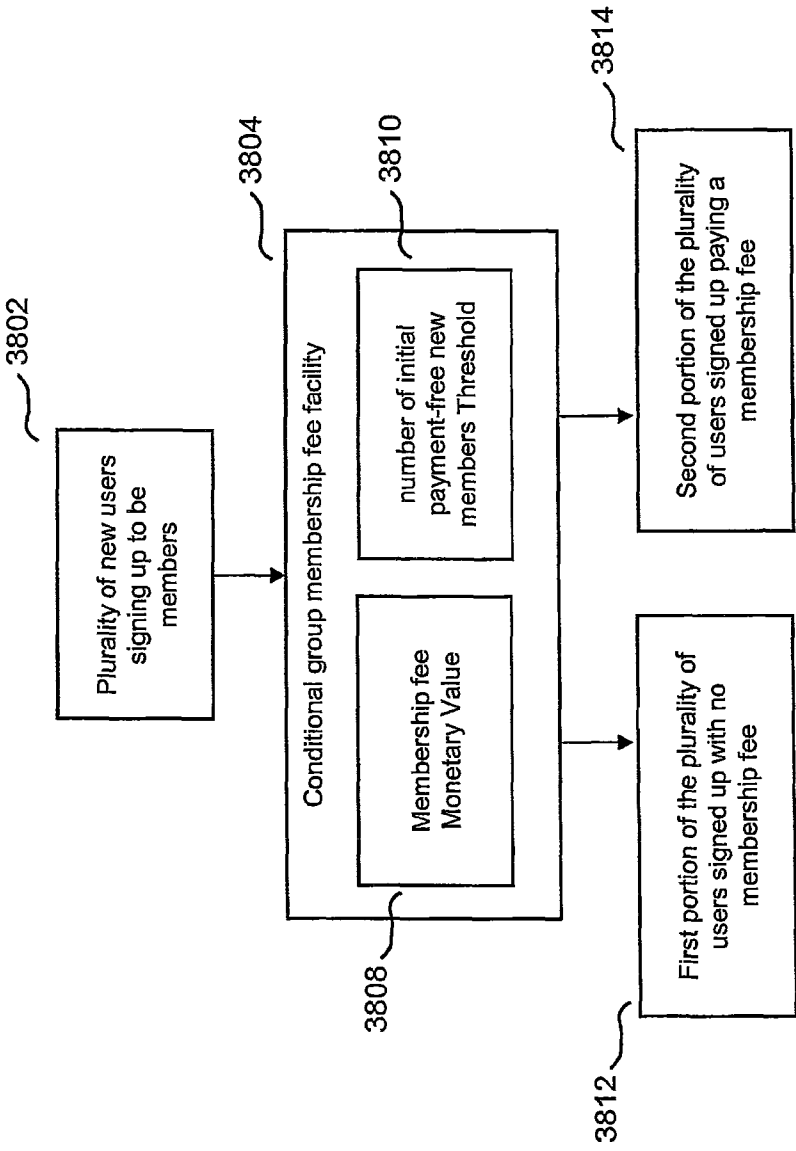 3802
Plurality of new users
signing up to be
members
3804
Conditional group membership fee facility
3808
Membership fee
Monetary Value
3810
number of initial
payment-free new
members Threshold
3812
First portion of the plurality of
users signed up with no
membership fee
3814
Second portion of the plurality
of users signed up paying a
membership fee